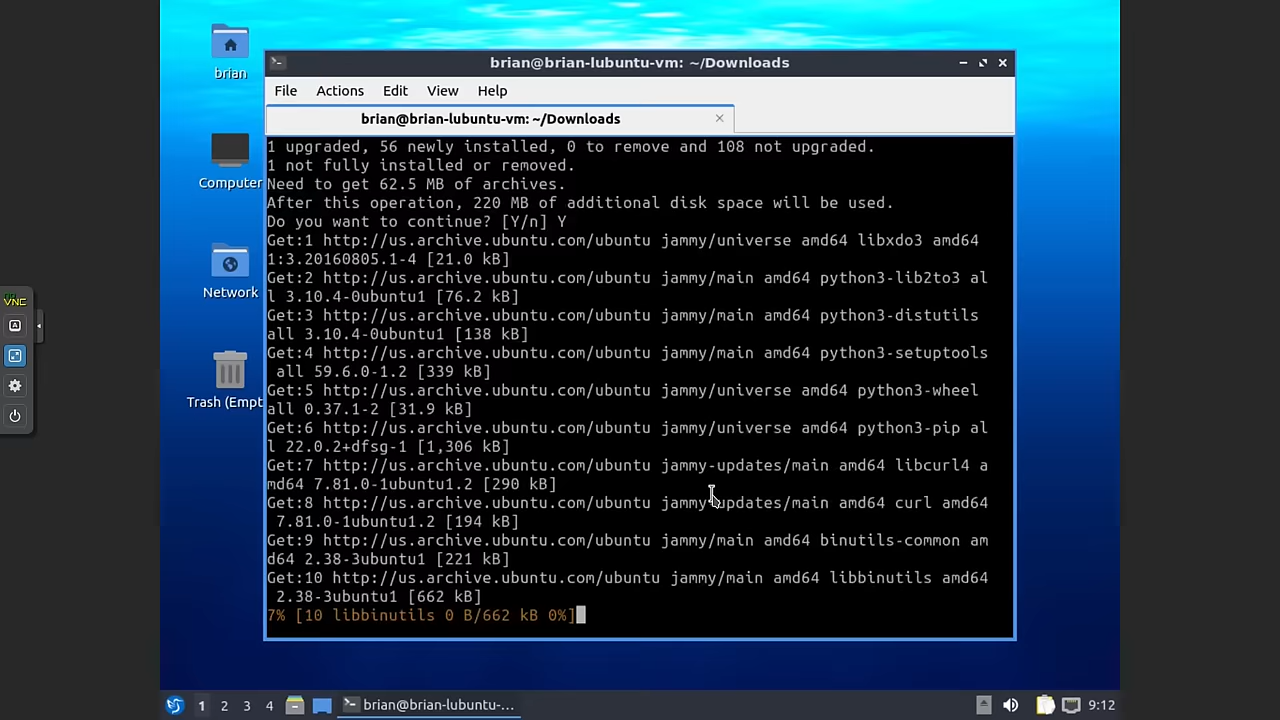 brian
Computer
Network
Trash (Empt
VNC
brian@brian-lubuntu-vm: ~/Downloads
File Actions Edit View Help
brian@brian-lubuntu-vm: ~/Downloads
1 upgraded, 56 newly installed, 0 to remove and 108 not upgraded.
1 not fully installed or removed.
Need to get 62.5 MB of archives.
After this operation, 220 MB of additional disk space will be used.
Do you want to continue? [Y/n] Y
Get:1 http://us.archive.ubuntu.com/ubuntu jammy/universe amd64 libxdo3 amd64
1:3.20160805.1-4 [21.0 kB]
Get:2 http://us.archive.ubuntu.com/ubuntu jammy/main amd64 python3-lib2to3 al
l 3.10.4-0ubuntu1 [76.2 kB]
Get:3 http://us.archive.ubuntu.com/ubuntu jammy/main amd64 python3-distutils
all 3.10.4-0ubuntu1 [138 kB]
Get:4 http://us.archive.ubuntu.com/ubuntu jammy/main amd64 python3-setuptools
 all 59.6.0-1.2 [339 kB]
Get:5 http://us.archive.ubuntu.com/ubuntu jammy/universe amd64 python3-wheel
all 0.37.1-2 [31.9 kB]
Get:6 http://us.archive.ubuntu.com/ubuntu jammy/universe amd64 python3-pip al
l 22.0.2+dfsg-1 [1,306 kB]
Get:7 http://us.archive.ubuntu.com/ubuntu jammy-updates/main amd64 libcurl4 a
md64 7.81.0-1ubuntu1.2 [290 kB]
Get:8 http://us.archive.ubuntu.com/ubuntu jammy-updates/main amd64 curl amd64
 7.81.0-1ubuntu1.2 [194 kB]
Get:9 http://us.archive.ubuntu.com/ubuntu jammy/main amd64 binutils-common am
d64 2.38-3ubuntu1 [221 kB]
Get:10 http://us.archive.ubuntu.com/ubuntu jammy/main amd64 libbinutils amd64
 2.38-3ubuntu1 [662 kB]
7% [10 libbinutils 0 B/662 kB 0%]
1 2 3 4 brian@brian-lubuntu-... 9:12